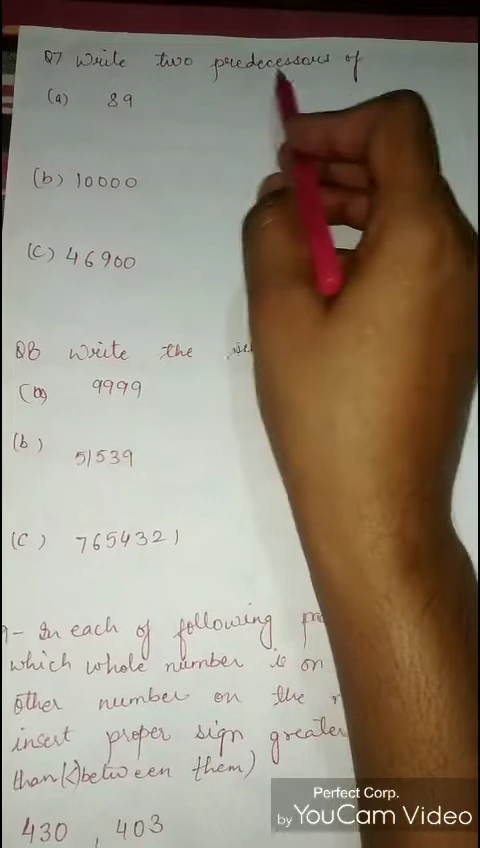 Q7 Write two predecessors of
(a) 89
(b) 10000
(c) 46900
Q8 Write the
(a) 9999
(b)
51539
(c) 7654321
- In each of following
which whole number is on
other number on the
insert proper sign greater
than(<)between them)
430 , 403
Perfect Corp.
by YouCam Video